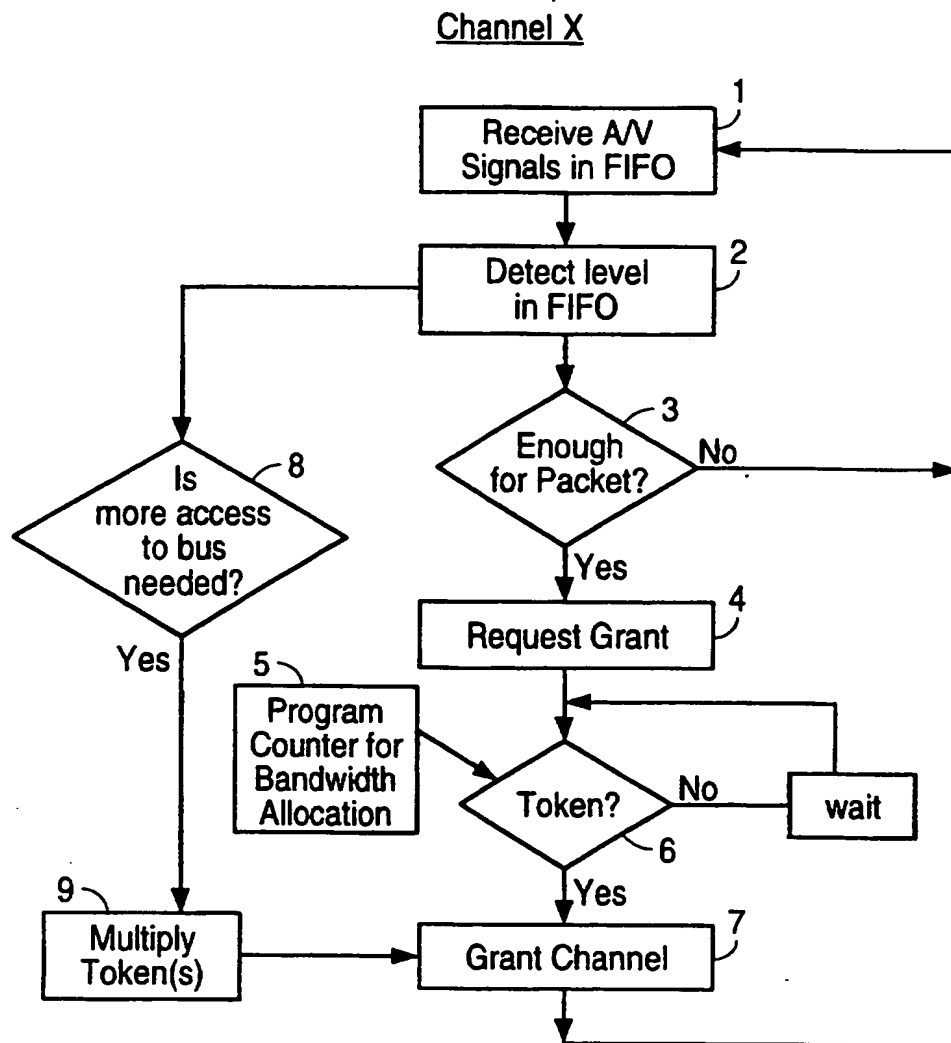 Channel X
1
Receive A/V
Signals in FIFO
2
Detect level
in FIFO
3
Enough
for Packet?
No
8
Is
more access
to bus
needed?
Yes
4
Request Grant
Yes
5
Program
Counter for
Bandwidth
Allocation
Token?
No
wait
6
Yes
9
Multiply
Token(s)
7
Grant Channel